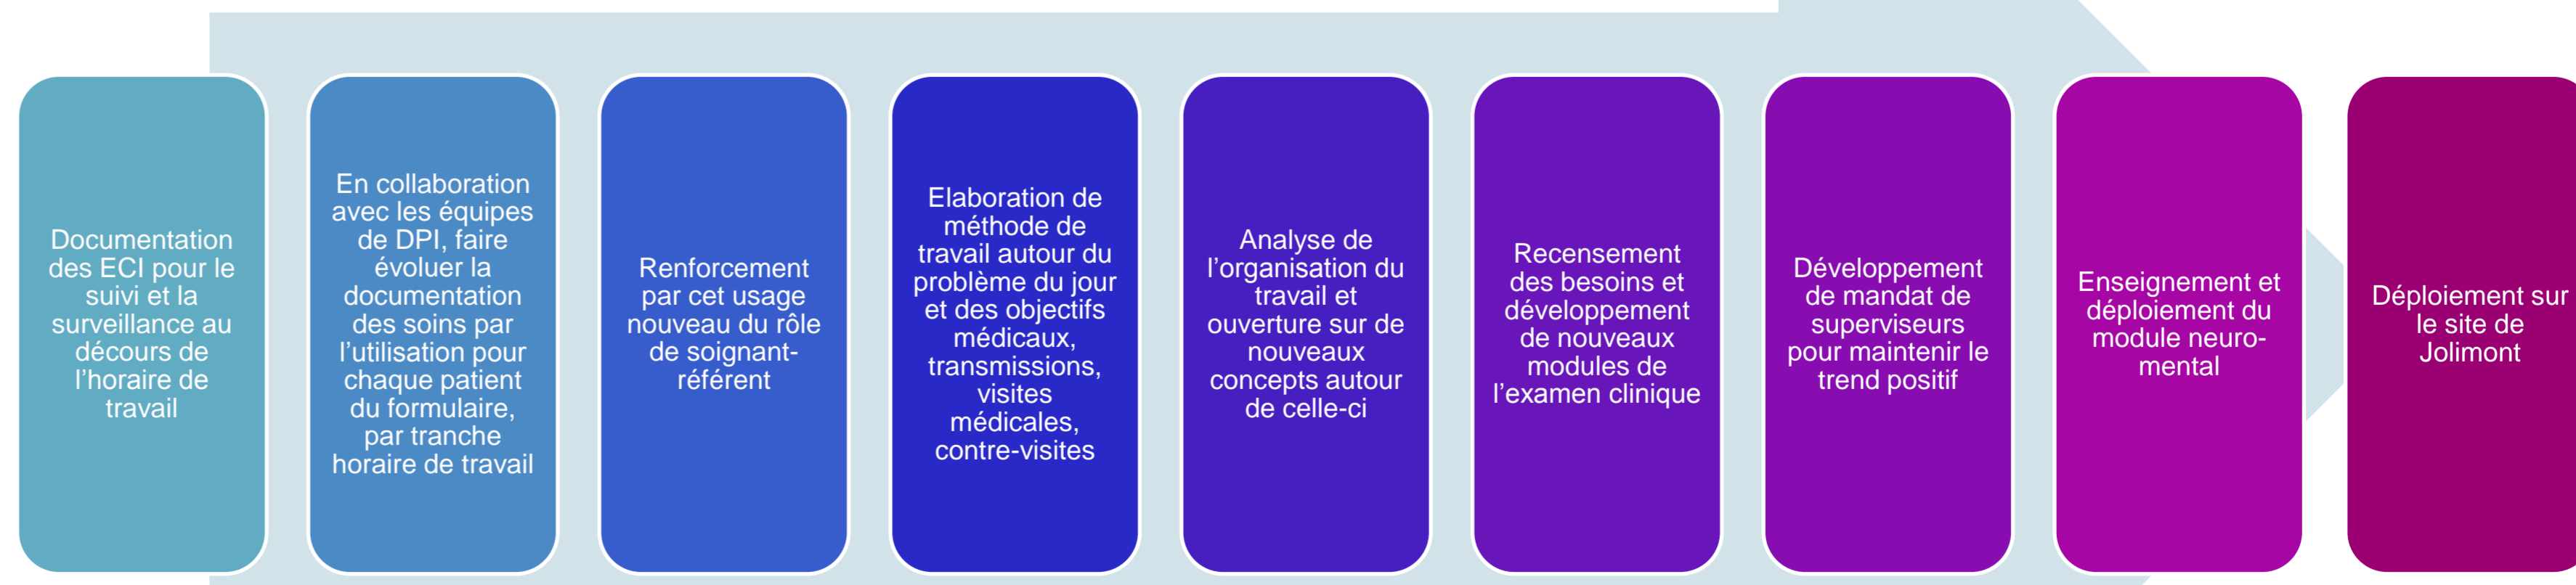 Documentation
des ECI pour le
suivi et la
surveillance au
décours de
l’horaire de
travail
En collaboration
avec les équipes
de DPI, faire
évoluer la
documentation
des soins par
l’utilisation pour
chaque patient
du formulaire,
par tranche
horaire de travail
Renforcement
par cet usage
nouveau du rôle
de soignant-
référent
Elaboration de
méthode de
travail autour du
problème du jour
et des objectifs
médicaux,
transmissions,
visites
médicales,
contre-visites
Analyse de
l’organisation du
travail et
ouverture sur de
nouveaux
concepts autour
de celle-ci
Recensement
des besoins et
développement
de nouveaux
modules de
l’examen clinique
Développement
de mandat de
superviseurs
pour maintenir le
trend positif
Enseignement et
déploiement du
module neuro-
mental
Déploiement sur
le site de
Jolimont